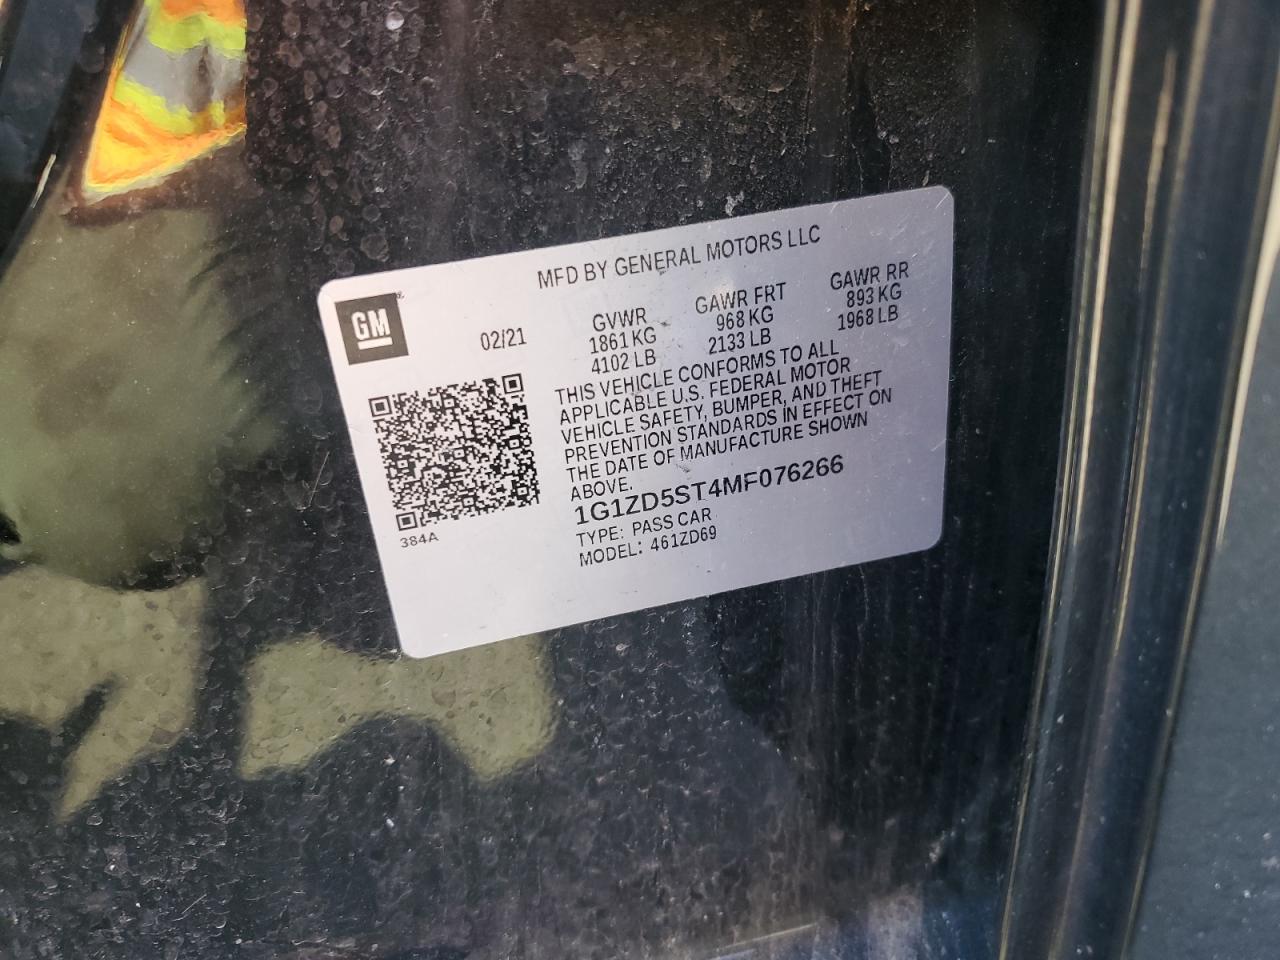 MFD BY GENERAL MOTORS LLC
GM
02/21
GVWR
1861 KG
4102 LB
GAWR FRT
968 KG
2133 LB
GAWR RR
893 KG
1968 LB
THIS VEHICLE CONFORMS TO ALL
APPLICABLE U.S. FEDERAL MOTOR
VEHICLE SAFETY, BUMPER, AND THEFT
PREVENTION STANDARDS IN EFFECT ON
THE DATE OF MANUFACTURE SHOWN
ABOVE.
1G1ZD5ST4MF076266
TYPE: PASS CAR
MODEL: 461ZD69
384A